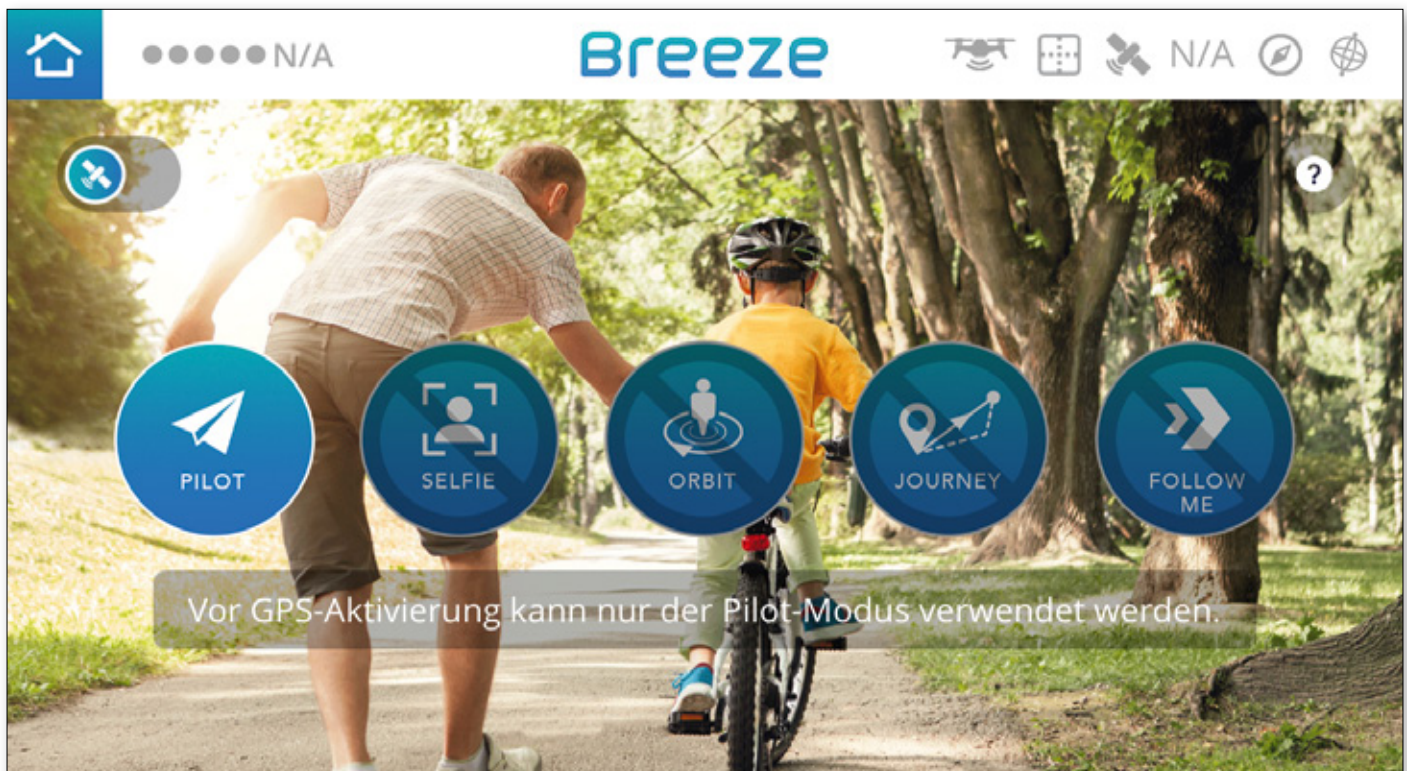 N/A
Breeze
N/A
?
PILOT
SELFIE
ORBIT
JOURNEY
FOLLOW
ME
Vor GPS-Aktivierung kann nur der Pilot-Modus verwendet werden.